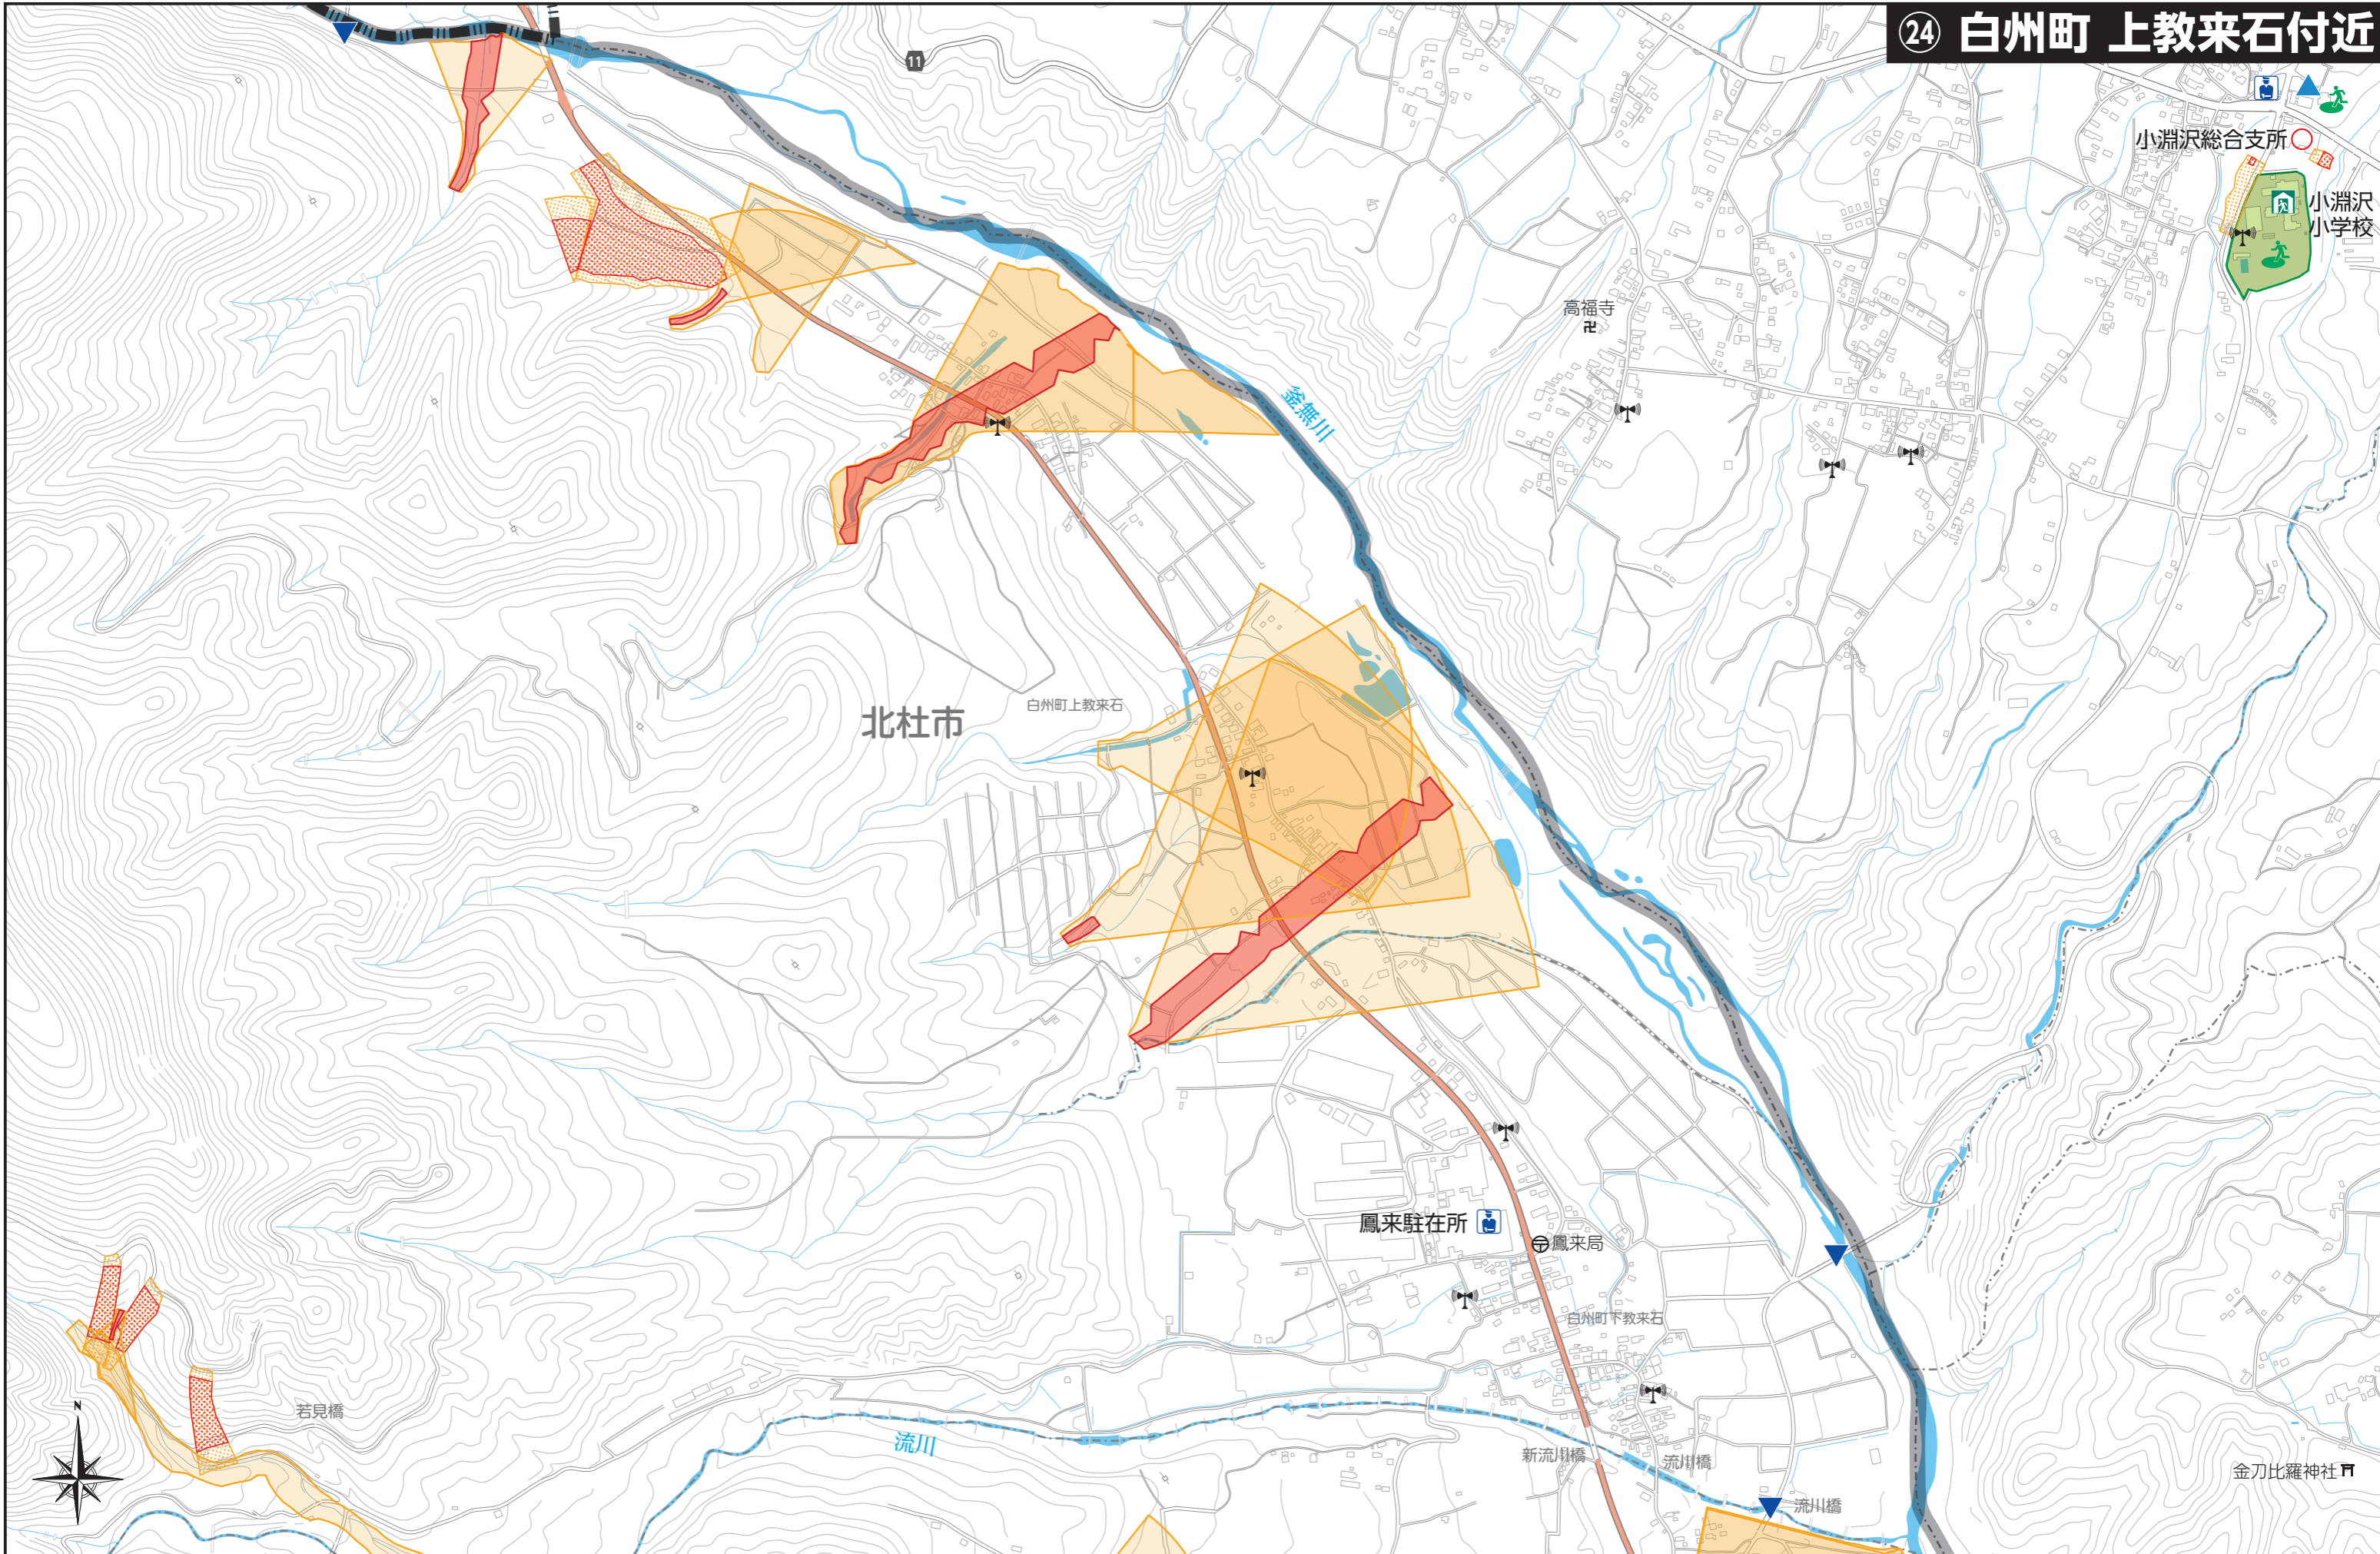 ㉔ 白州町 上教来石付近
11
小淵沢総合支所
小淵沢
小学校
高福寺
卍
釜無川
北杜市
白州町上教来石
鳳来駐在所
鳳来局
白州町下教来石
若見橋
N
流川
新流川橋
流川橋
流川橋
金刀比羅神社